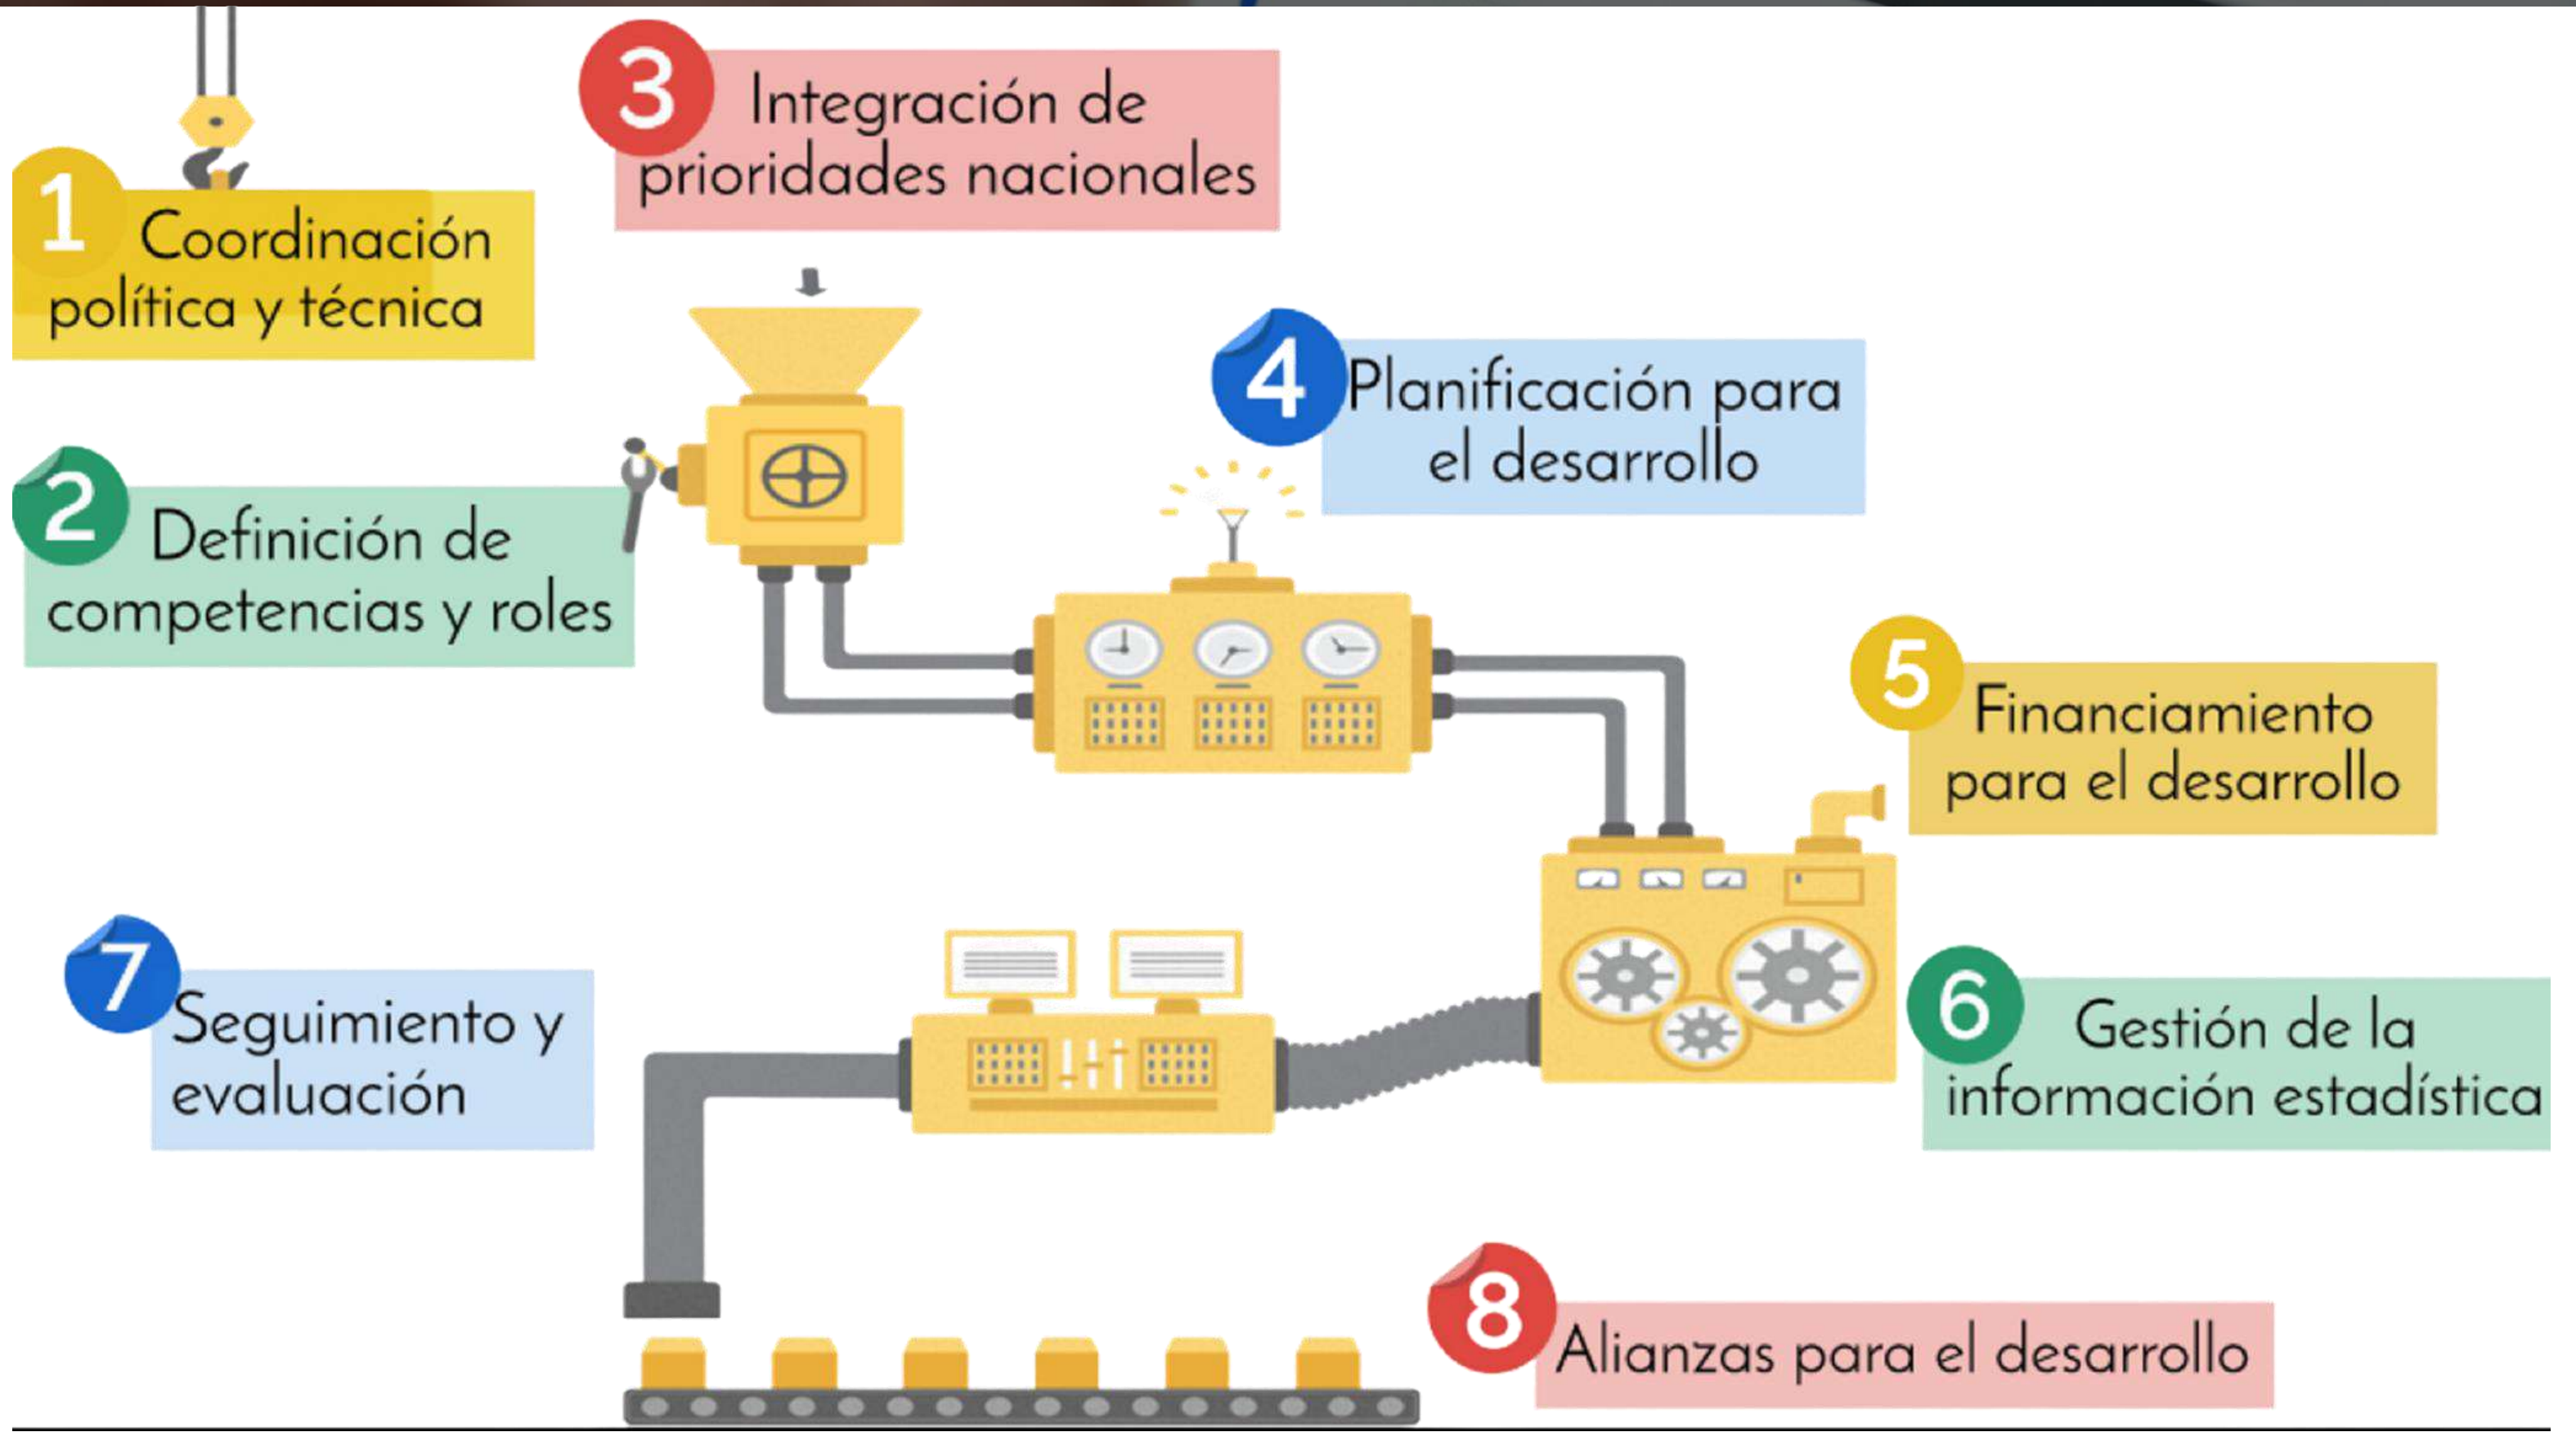 1
Coordinación
política y técnica
2
Definición de
competencias y roles
3
Integración de
prioridades nacionales
4
Planificación para
el desarrollo
5
Financiamiento
para el desarrollo
6
Gestión de la
información estadística
7
Seguimiento y
evaluación
8
Alianzas para el desarrollo